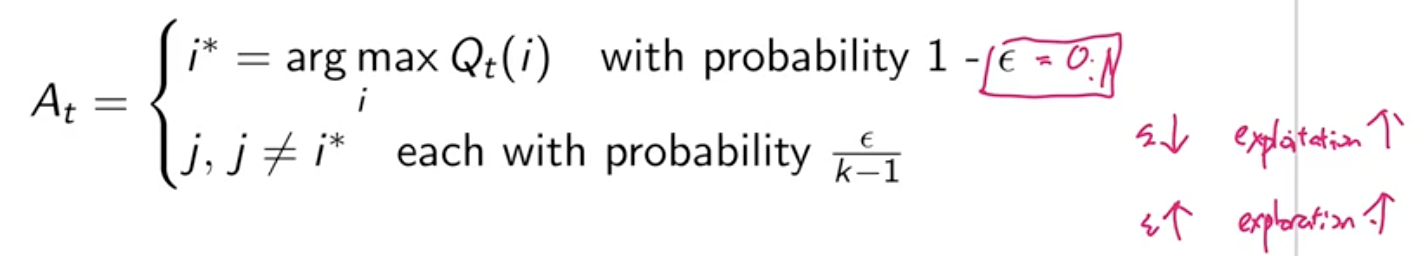 A_t = { i* = arg max_i Q_t(i) with probability 1 - ϵ = 0.1
j, j ≠ i* each with probability ϵ/(k−1)
ε↓ exploitation ↑
ε↑ exploration ↑